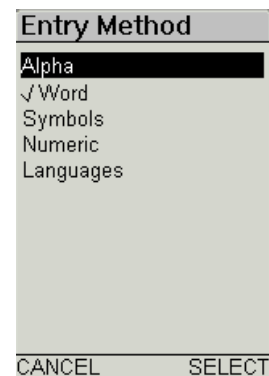 Entry Method
Alpha
√ Word
Symbols
Numeric
Languages
CANCEL SELECT